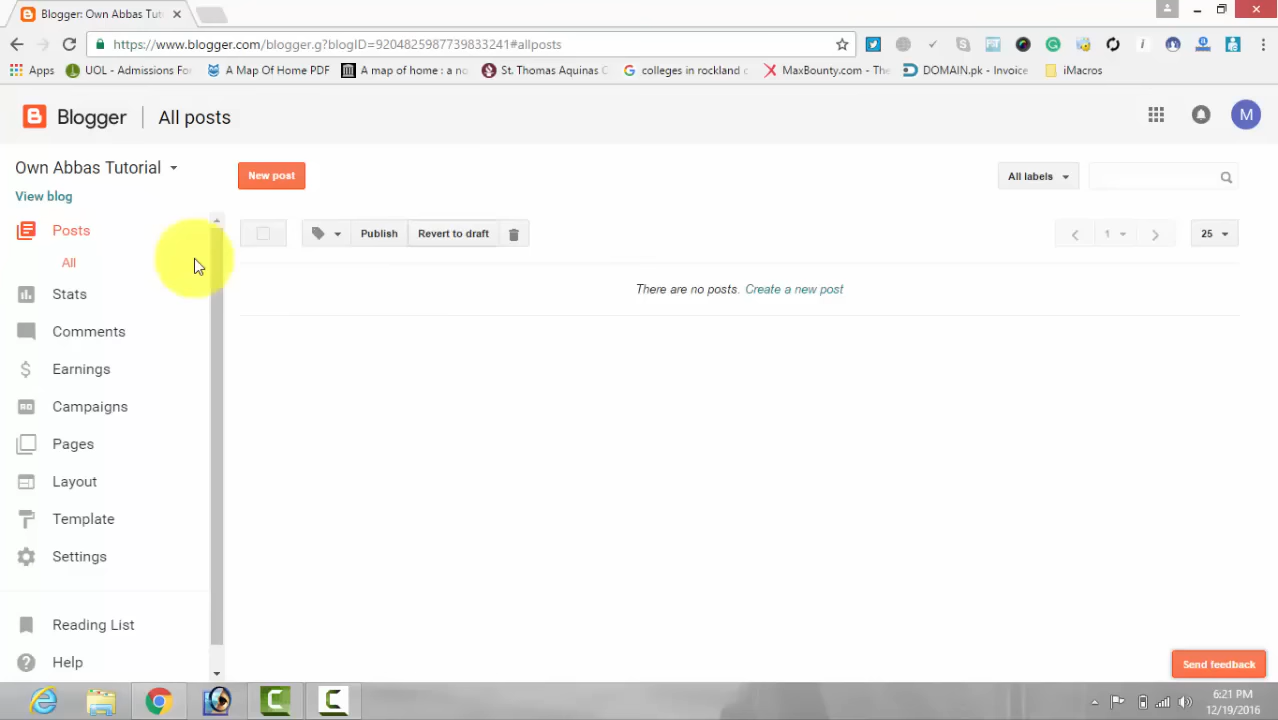 Blogger: Own Abbas Tut
https://www.blogger.com/blogger.g?blogID=9204825987739833241#allposts
Apps UOL - Admissions Fo A Map Of Home PDF A map of home : a no St. Thomas Aquinas C colleges in rockland c MaxBounty.com - The DOMAIN.pk - Invoice iMacros
Blogger All posts M
Own Abbas Tutorial New post All labels
View blog
Posts
Publish Revert to draft 1 25
All
There are no posts. Create a new post
Stats
Comments
Earnings
Campaigns
Pages
Layout
Template
Settings
Reading List
Help
Send feedback
6:21 PM
12/19/2016